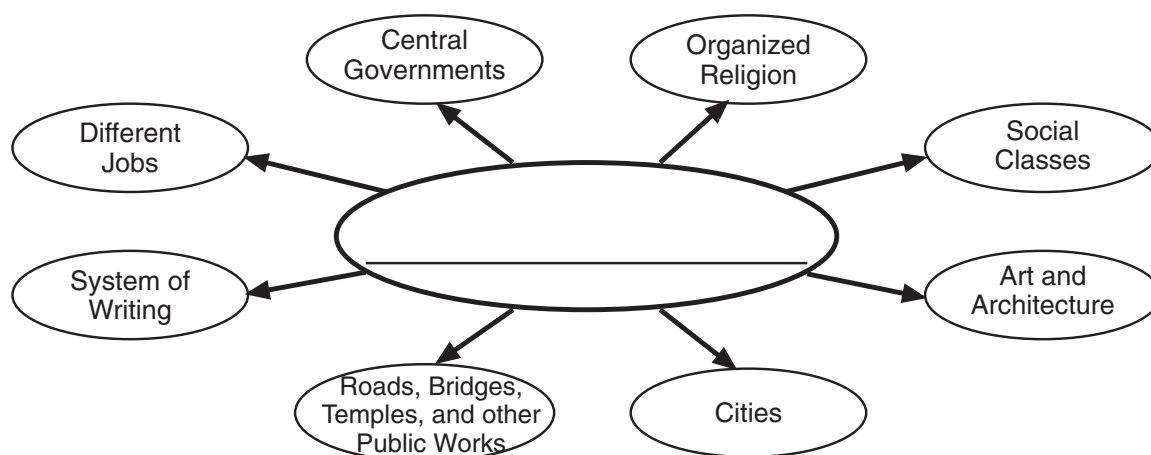 Central
Governments
Organized
Religion
Different
Jobs
Social
Classes
System of
Writing
Art and
Architecture
Roads, Bridges,
Temples, and other
Public Works
Cities